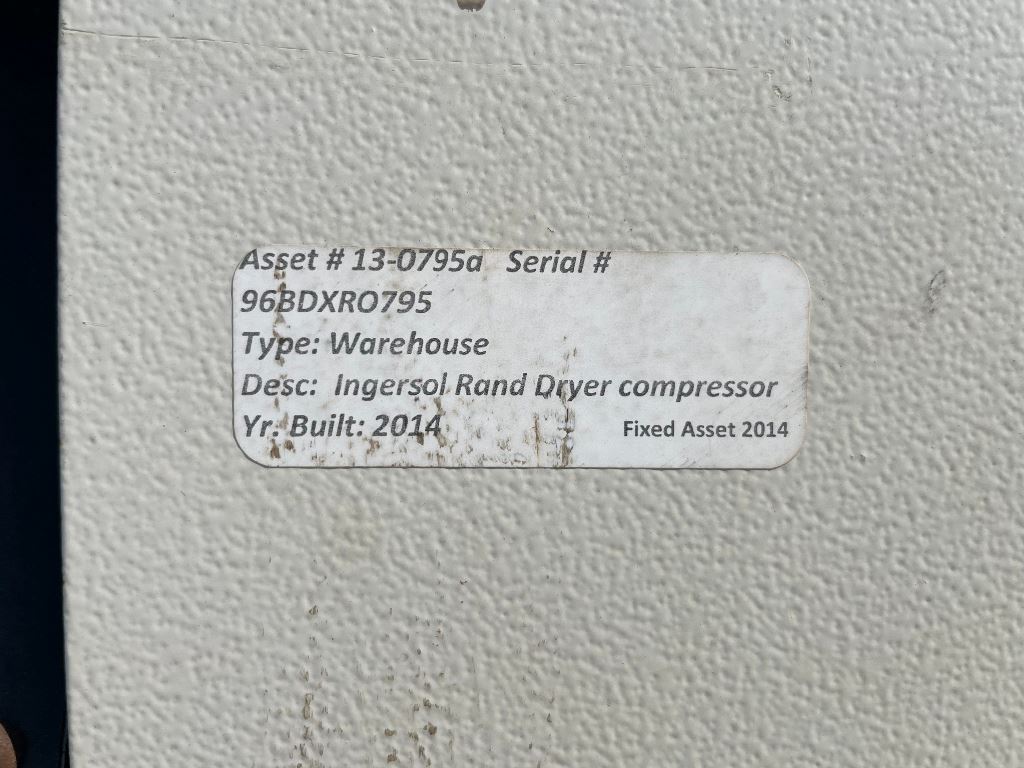 Asset # 13-0795a Serial #
96BDXRO795
Type: Warehouse
Desc: Ingersol Rand Dryer compressor
Yr. Built: 2014 Fixed Asset 2014